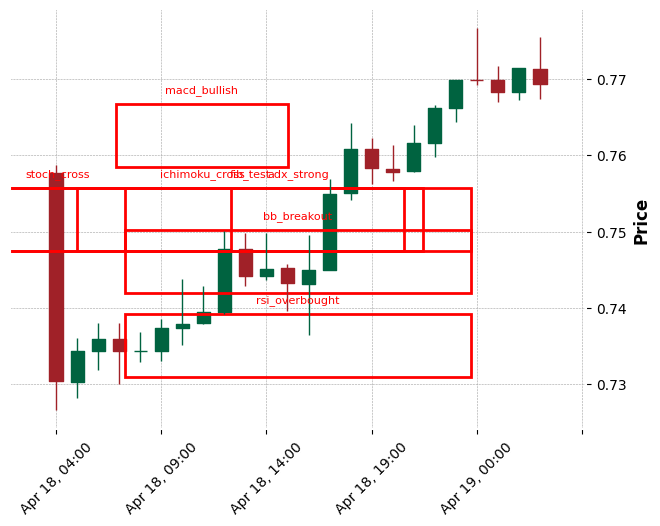 macd_bullish
0.77
0.76
stoch_cross
ichimoku_cross
fib_test
adx_strong
bb_breakout
0.75
Price
0.74
rsi_overbought
0.73
Apr 18, 04:00
Apr 18, 09:00
Apr 18, 14:00
Apr 18, 19:00
Apr 19, 00:00